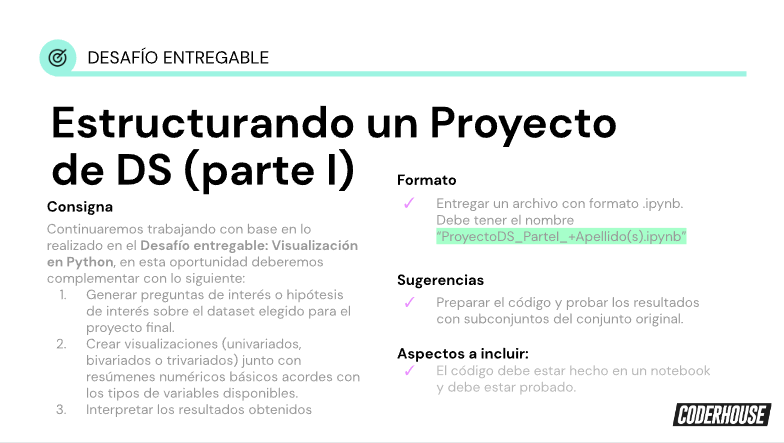 DESAFÍO ENTREGABLE
Estructurando un Proyecto
de DS (parte I)
Consigna
Continuaremos trabajando con base en lo
realizado en el Desafío entregable: Visualización
en Python, en esta oportunidad deberemos
complementar con lo siguiente:
1. Generar preguntas de interés o hipótesis
de interés sobre el dataset elegido para el
proyecto final.
2. Crear visualizaciones (univariados,
bivariados o trivariados) junto con
resúmenes numéricos básicos acordes con
los tipos de variables disponibles.
3. Interpretar los resultados obtenidos
Formato
✓ Entregar un archivo con formato .ipynb.
Debe tener el nombre
“ProyectoDS_ParteI_+Apellido(s).ipynb”
Sugerencias
✓ Preparar el código y probar los resultados
con subconjuntos del conjunto original.
Aspectos a incluir:
✓ El código debe estar hecho en un notebook
y debe estar probado.
CODERHOUSE